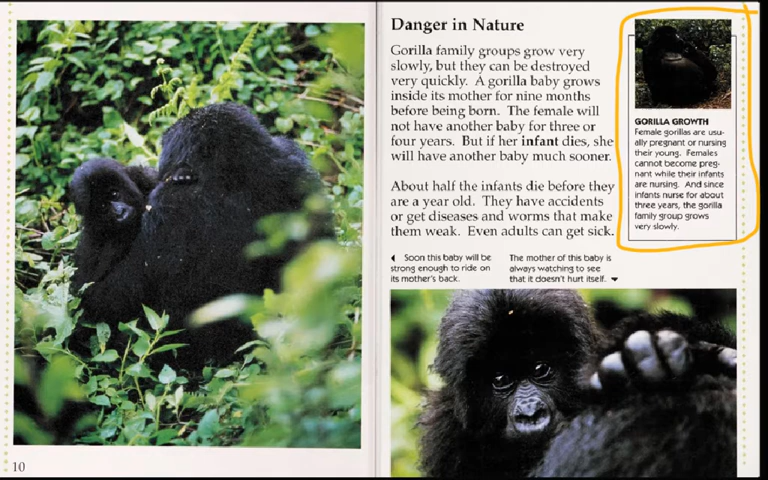 Danger in Nature
Gorilla family groups grow very
slowly, but they can be destroyed
very quickly. A gorilla baby grows
inside its mother for nine months
before being born. The female will
not have another baby for three or
four years. But if her infant dies, she
will have another baby much sooner.
About half the infants die before they
are a year old. They have accidents
or get diseases and worms that make
them weak. Even adults can get sick.
Soon this baby will be
strong enough to ride on
its mother's back.
The mother of this baby is
always watching to see
that it doesn't hurt itself.
GORILLA GROWTH
Female gorillas are usu-
ally pregnant or nursing
their young. Females
cannot become preg-
nant while their infants
are nursing. And since
infants nurse for about
three years, the gorilla
family group grows
very slowly.
10